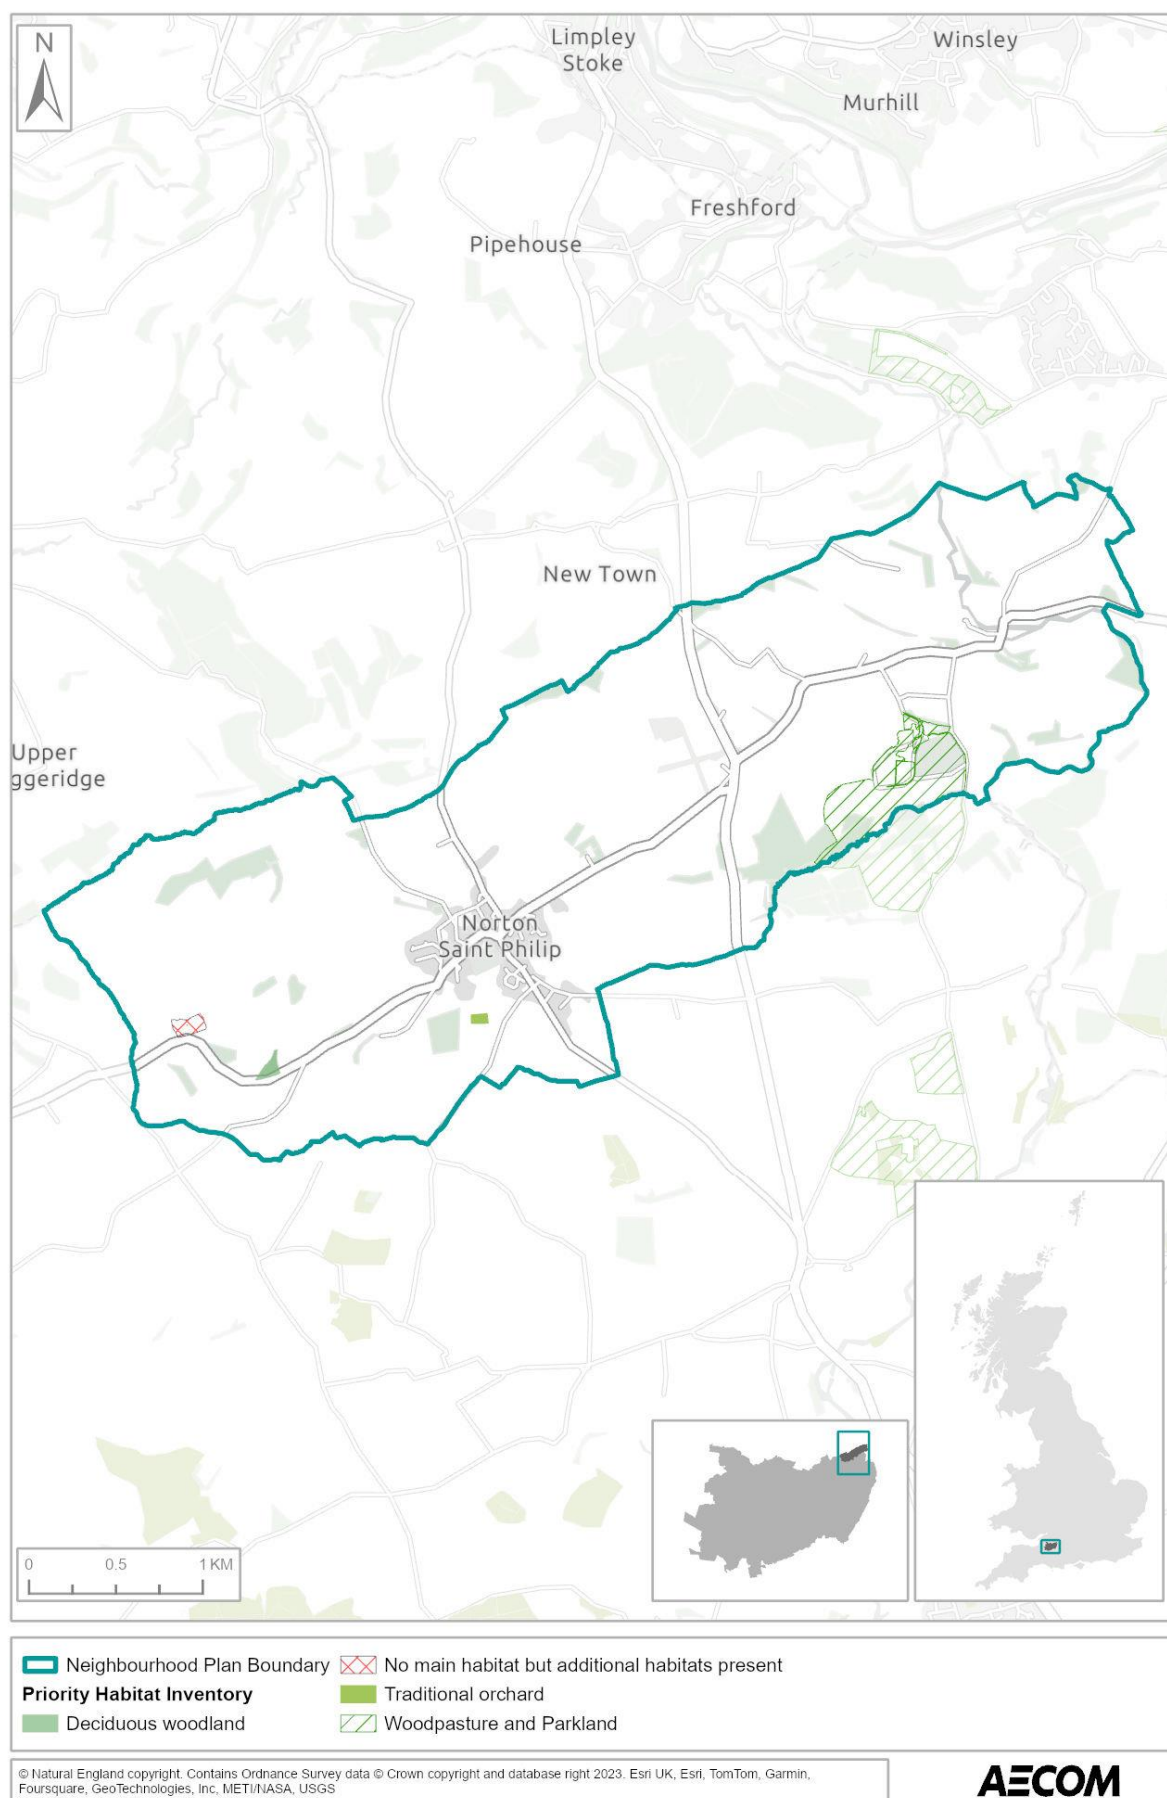 N
Limpley
Stoke
Winsley
Murhill
Freshford
Pipehouse
New Town
Upper
ggeridge
Norton
Saint Philip
0 0.5 1 KM
Neighbourhood Plan Boundary
Priority Habitat Inventory
Deciduous woodland
No main habitat but additional habitats present
Traditional orchard
Woodpasture and Parkland
© Natural England copyright. Contains Ordnance Survey data © Crown copyright and database right 2023. Esri UK, Esri, TomTom, Garmin,
Foursquare, GeoTechnologies, Inc, METI/NASA, USGS
AECOM